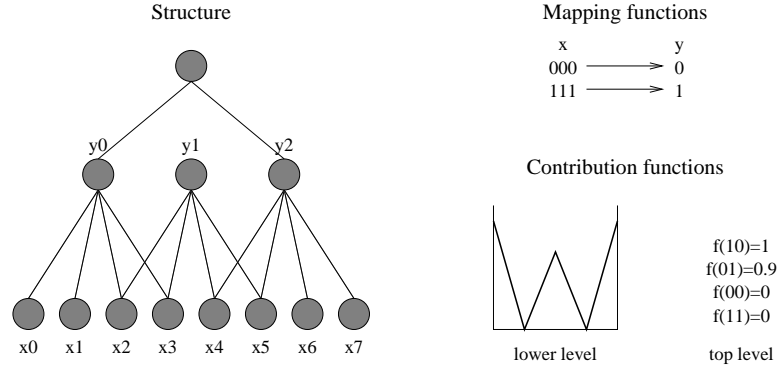 Structure
y0 y1 y2
x0 x1 x2 x3 x4 x5 x6 x7
Mapping functions
x y
000 0
111 1
Contribution functions
f(10)=1
f(01)=0.9
f(00)=0
f(11)=0
lower level top level